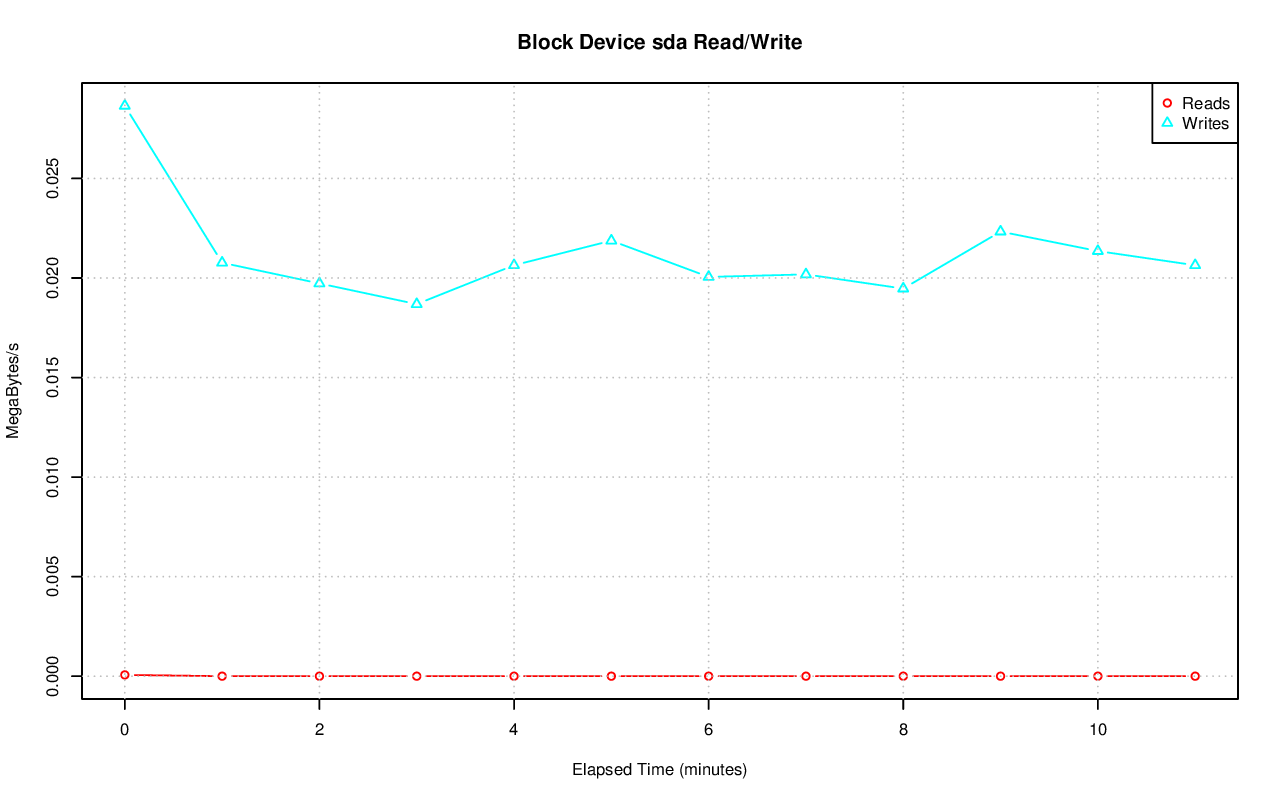 Block Device sda Read/Write
Reads
Writes
MegaBytes/s
0.025
0.020
0.015
0.010
0.005
0.000
0 2 4 6 8 10
Elapsed Time (minutes)